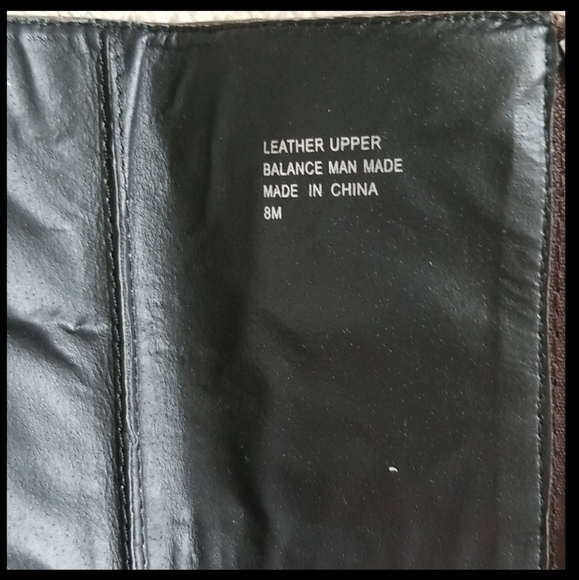 LEATHER UPPER
BALANCE MAN MADE
MADE IN CHINA
8M